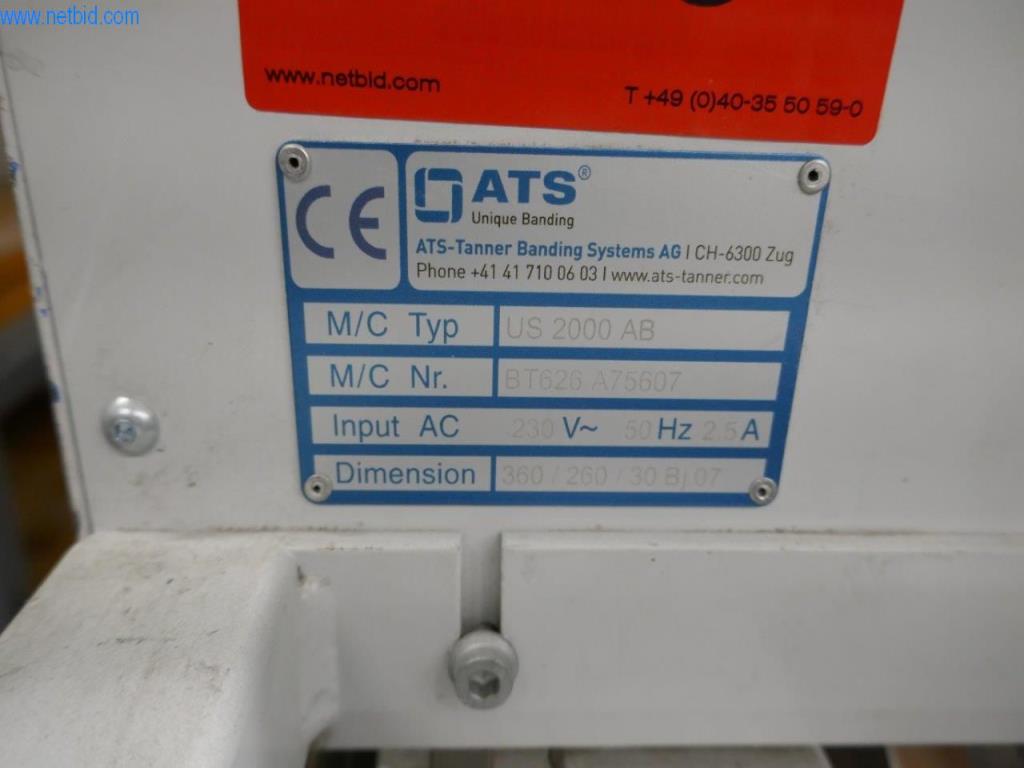 www.netbid.com
www.netbid.com
T +49 (0)40-35 50 59-0
CE
ATS®
Unique Banding
ATS-Tanner Banding Systems AG | CH-6300 Zug
Phone +41 41 710 06 03 | www.ats-tanner.com
M/C Typ US 2000 AB
M/C Nr. BT626 A75607
Input AC 230 V~ 50 Hz 2.5 A
Dimension 360 / 260 / 30 Bj.07